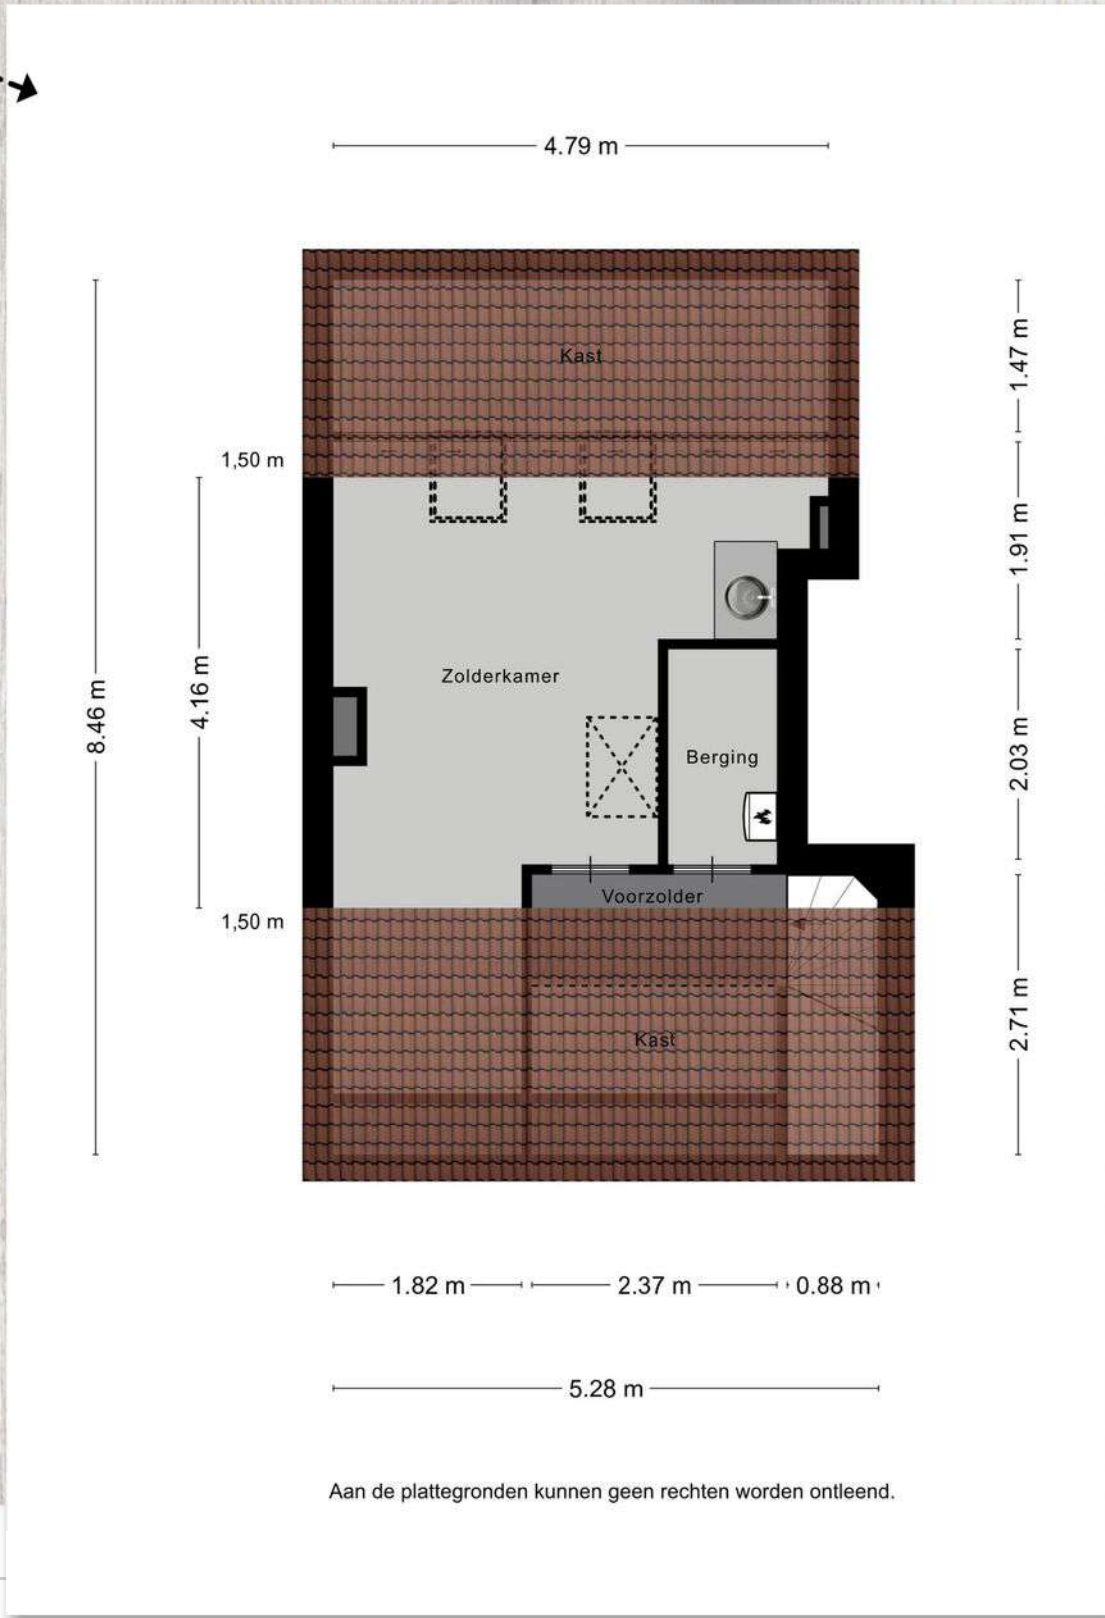 4.79 m
Kast
1.47 m
1,50 m
1.91 m
4.16 m
8.46 m
Zolderkamer
2.03 m
Berging
Voorzolder
1,50 m
2.71 m
Kast
1.82 m
2.37 m
0.88 m
5.28 m
Aan de plattegronden kunnen geen rechten worden ontleend.